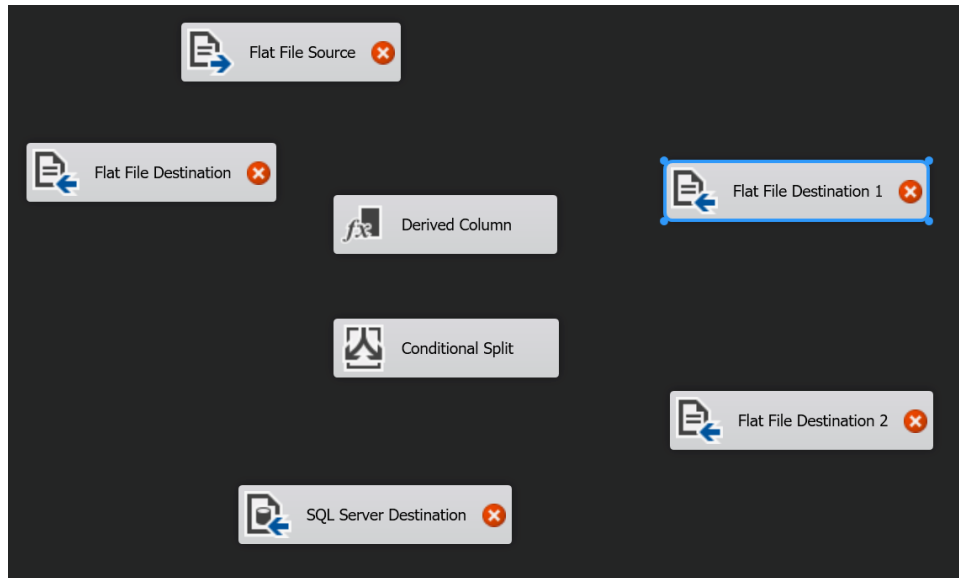 Flat File Source
Flat File Destination
Flat File Destination 1
Derived Column
Conditional Split
Flat File Destination 2
SQL Server Destination